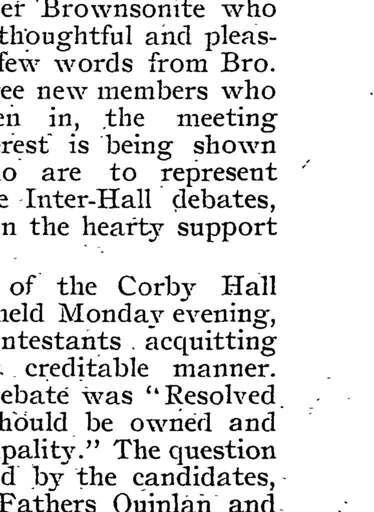 er Brownsonite who
thoughtful and pleas-
few words from Bro.
ee new members who
en in, the meeting
rest is being shown
o are to represent
e Inter-Hall debates,
n the hearty support
of the Corby Hall
held Monday evening,
ntestants acquitting
creditable manner.
ebate was "Resolved
hould be owned and
pality." The question
d by the candidates,
Fathers Quinlan and